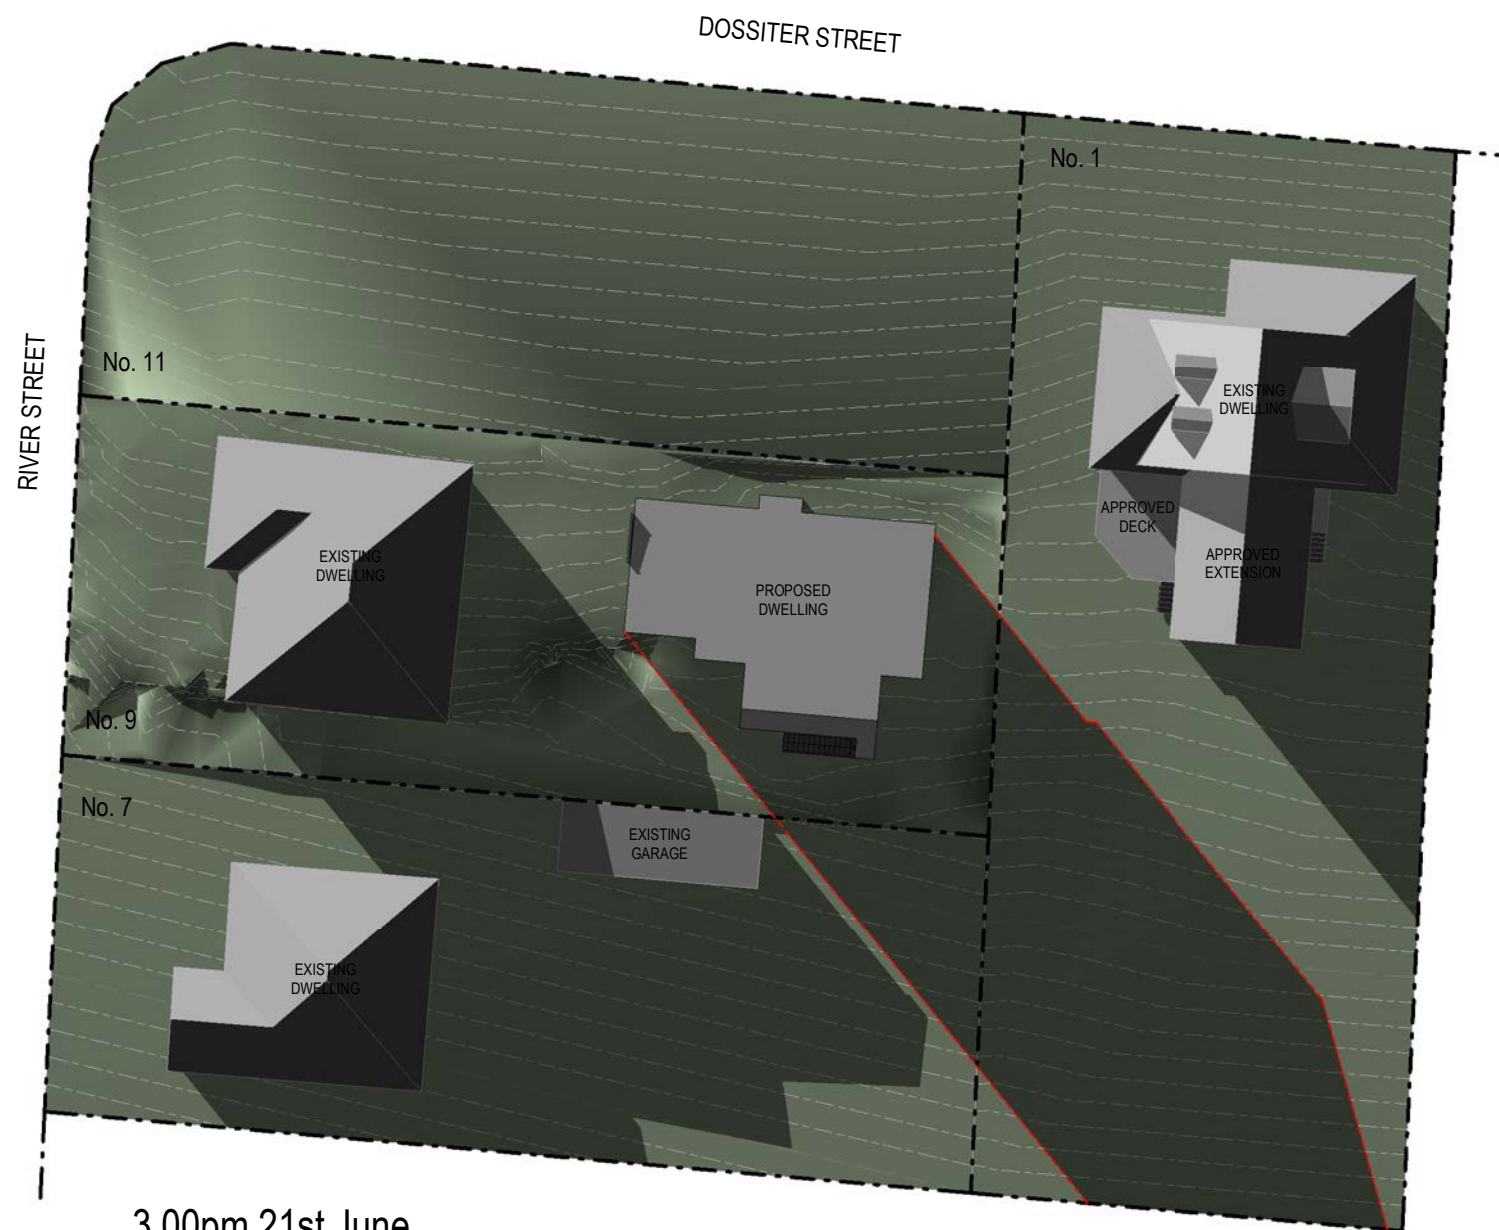 DOSSITER STREET
No. 1
RIVER STREET
No. 11
EXISTING
DWELLING
APPROVED
DECK
APPROVED
EXTENSION
EXISTING
DWELLING
PROPOSED
DWELLING
No. 9
No. 7
EXISTING
GARAGE
EXISTING
DWELLING
3.00pm 21st June